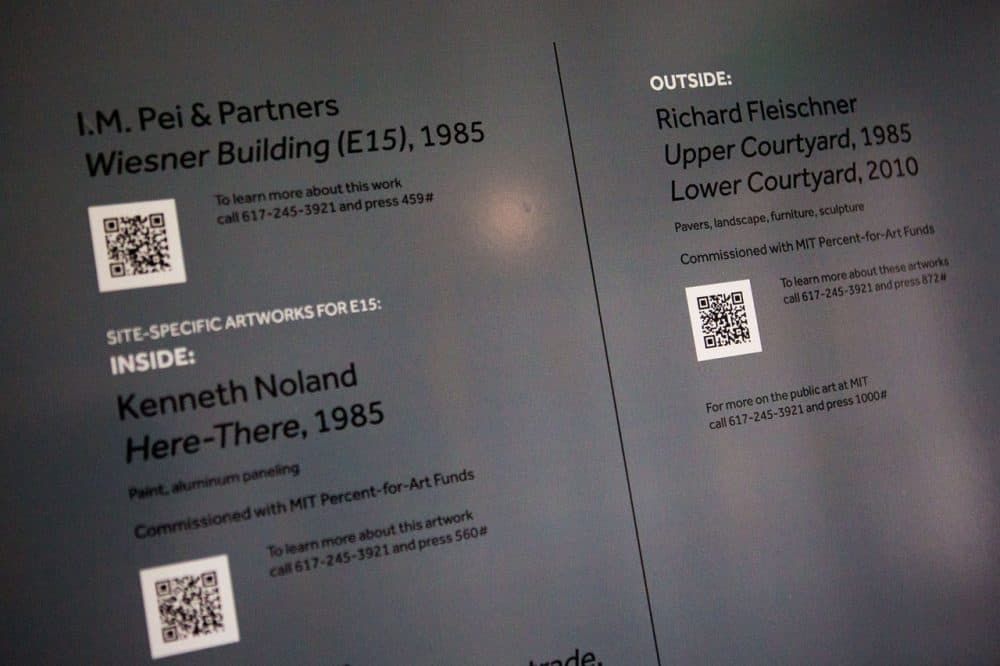 I.M. Pei & Partners
Wiesner Building (E15), 1985
To learn more about this work
call 617-245-3921 and press 459#
SITE-SPECIFIC ARTWORKS FOR E15:
INSIDE:
Kenneth Noland
Here-There, 1985
Paint, aluminum paneling
Commissioned with MIT Percent-for-Art Funds
To learn more about this artwork
call 617-245-3921 and press 560#
OUTSIDE:
Richard Fleischner
Upper Courtyard, 1985
Lower Courtyard, 2010
Pavers, landscape, furniture, sculpture
Commissioned with MIT Percent-for-Art Funds
To learn more about these artworks
call 617-245-3921 and press 872#
For more on the public art at MIT
call 617-245-3921 and press 1000#